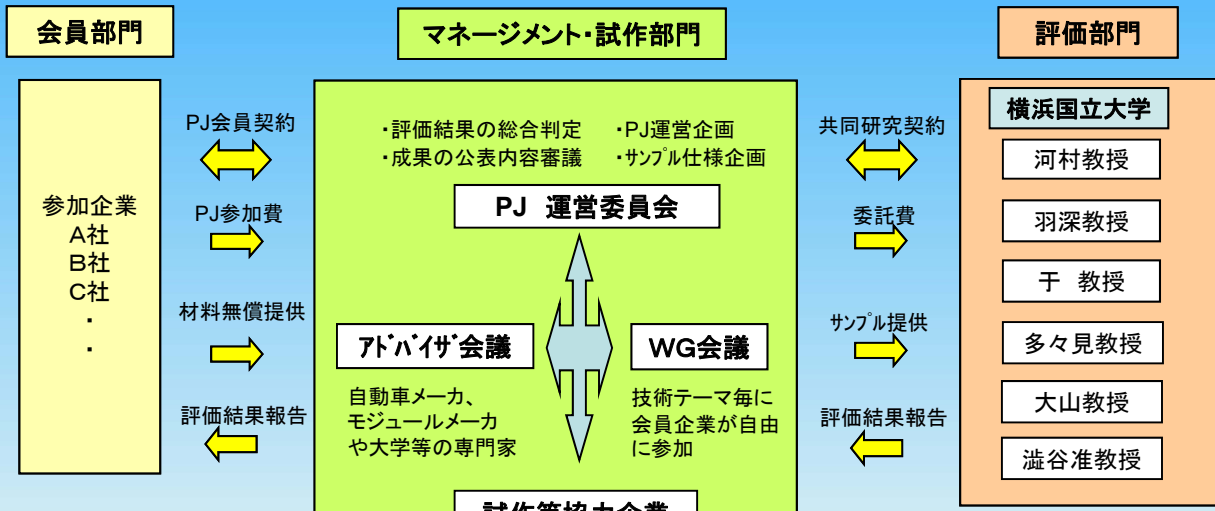 会員部門
マネージメント・試作部門
評価部門
参加企業
A社
B社
C社
・
・
PJ会員契約
PJ参加費
材料無償提供
評価結果報告
・評価結果の総合判定 ・PJ運営企画
・成果の公表内容審議 ・ｻﾝﾌﾟﾙ仕様企画
PJ 運営委員会
ｱﾄﾞﾊﾞｲｻﾞ会議
WG会議
自動車メーカ、
モジュールメーカ
や大学等の専門家
技術テーマ毎に
会員企業が自由
に参加
試作等協力企業
共同研究契約
委託費
ｻﾝﾌﾟﾙ提供
評価結果報告
横浜国立大学
河村教授
羽深教授
于 教授
多々見教授
大山教授
澁谷准教授